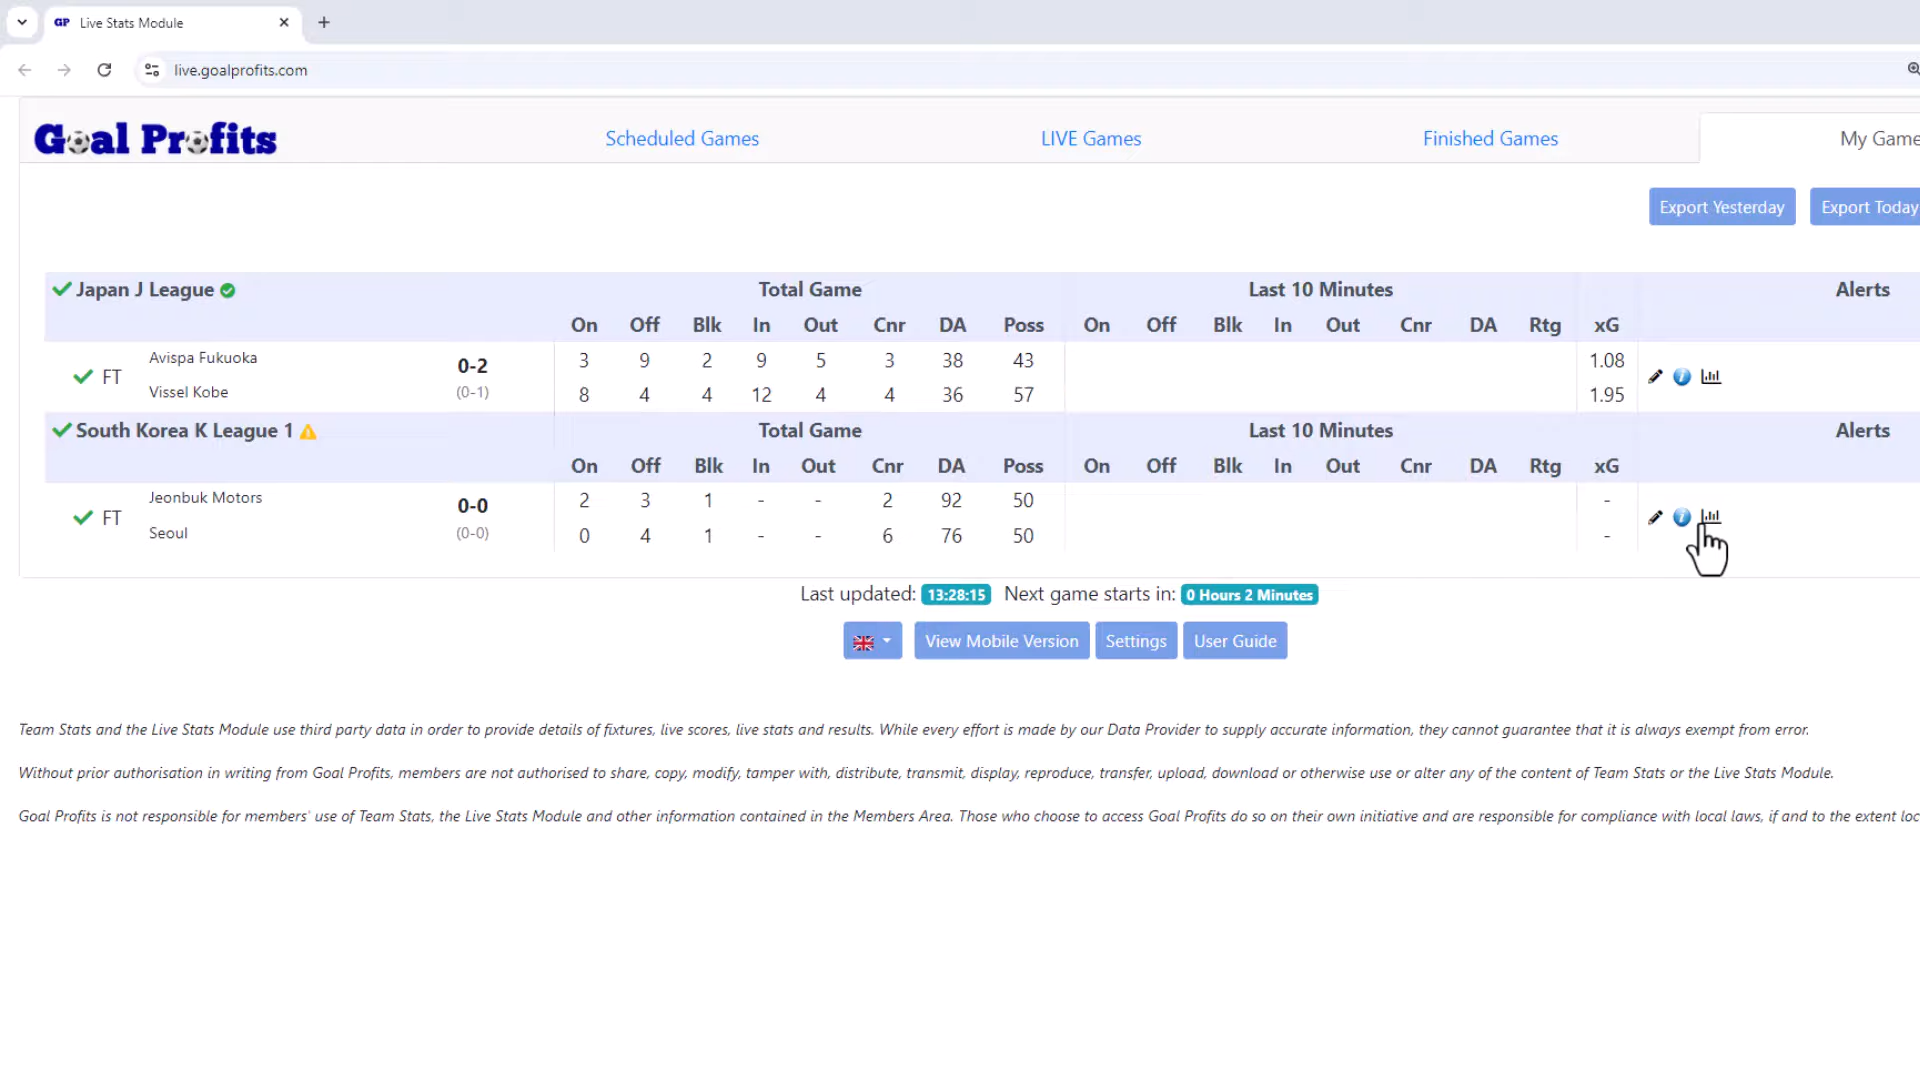 GP Live Stats Module
live.goalprofits.com
Goal Profits Scheduled Games LIVE Games Finished Games My Game
Export Yesterday Export Today
Japan J League Total Game Last 10 Minutes Alerts
On Off Blk In Out Cnr DA Poss On Off Blk In Out Cnr DA Rtg xG
FT Avispa Fukuoka 0-2 3 9 2 9 5 3 38 43 1.08
Vissel Kobe (0-1) 8 4 4 12 4 4 36 57 1.95
South Korea K League 1 Total Game Last 10 Minutes Alerts
On Off Blk In Out Cnr DA Poss On Off Blk In Out Cnr DA Rtg xG
FT Jeonbuk Motors 0-0 2 3 1 - - 2 92 50 -
Seoul (0-0) 0 4 1 - - 6 76 50 -
Last updated: 13:28:15 Next game starts in: 0 Hours 2 Minutes
View Mobile Version Settings User Guide
Team Stats and the Live Stats Module use third party data in order to provide details of fixtures, live scores, live stats and results. While every effort is made by our Data Provider to supply accurate information, they cannot guarantee that it is always exempt from error.
Without prior authorisation in writing from Goal Profits, members are not authorised to share, copy, modify, tamper with, distribute, transmit, display, reproduce, transfer, upload, download or otherwise use or alter any of the content of Team Stats or the Live Stats Module.
Goal Profits is not responsible for members' use of Team Stats, the Live Stats Module and other information contained in the Members Area. Those who choose to access Goal Profits do so on their own initiative and are responsible for compliance with local laws, if and to the extent loc